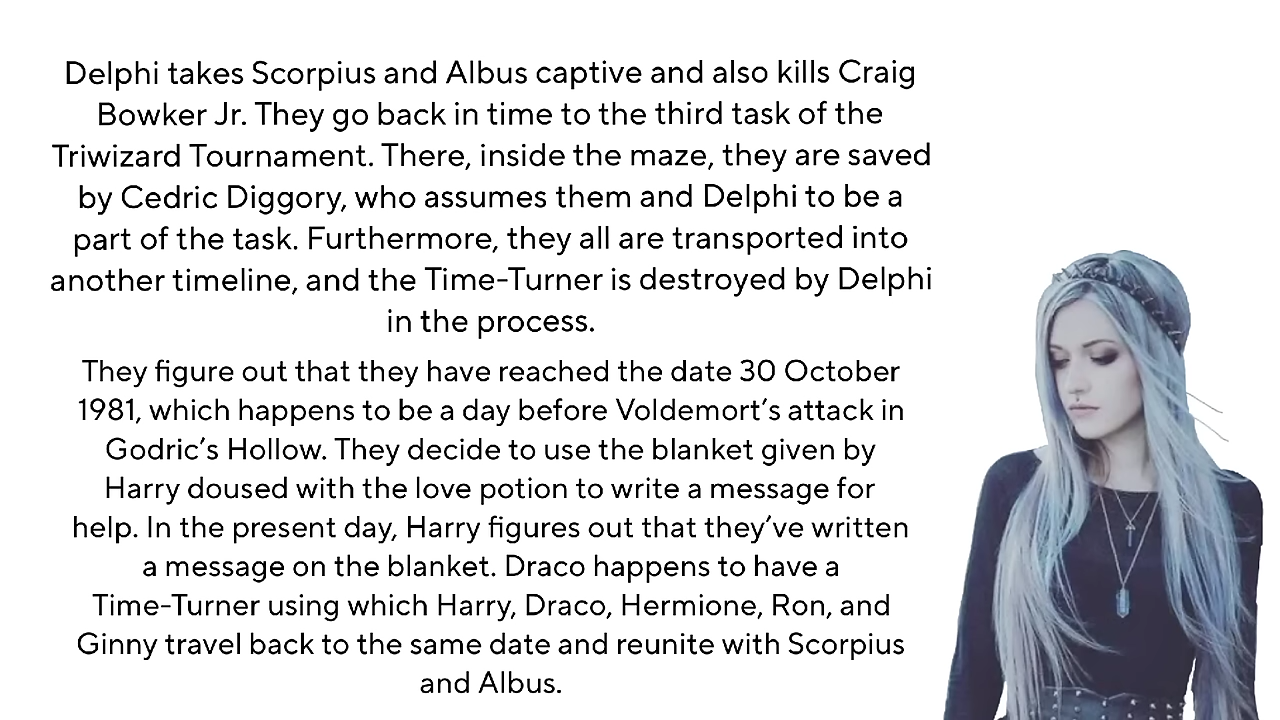 Delphi takes Scorpius and Albus captive and also kills Craig
Bowker Jr. They go back in time to the third task of the
Triwizard Tournament. There, inside the maze, they are saved
by Cedric Diggory, who assumes them and Delphi to be a
part of the task. Furthermore, they all are transported into
another timeline, and the Time-Turner is destroyed by Delphi
in the process.
They figure out that they have reached the date 30 October
1981, which happens to be a day before Voldemort’s attack in
Godric’s Hollow. They decide to use the blanket given by
Harry doused with the love potion to write a message for
help. In the present day, Harry figures out that they’ve written
a message on the blanket. Draco happens to have a
Time-Turner using which Harry, Draco, Hermione, Ron, and
Ginny travel back to the same date and reunite with Scorpius
and Albus.